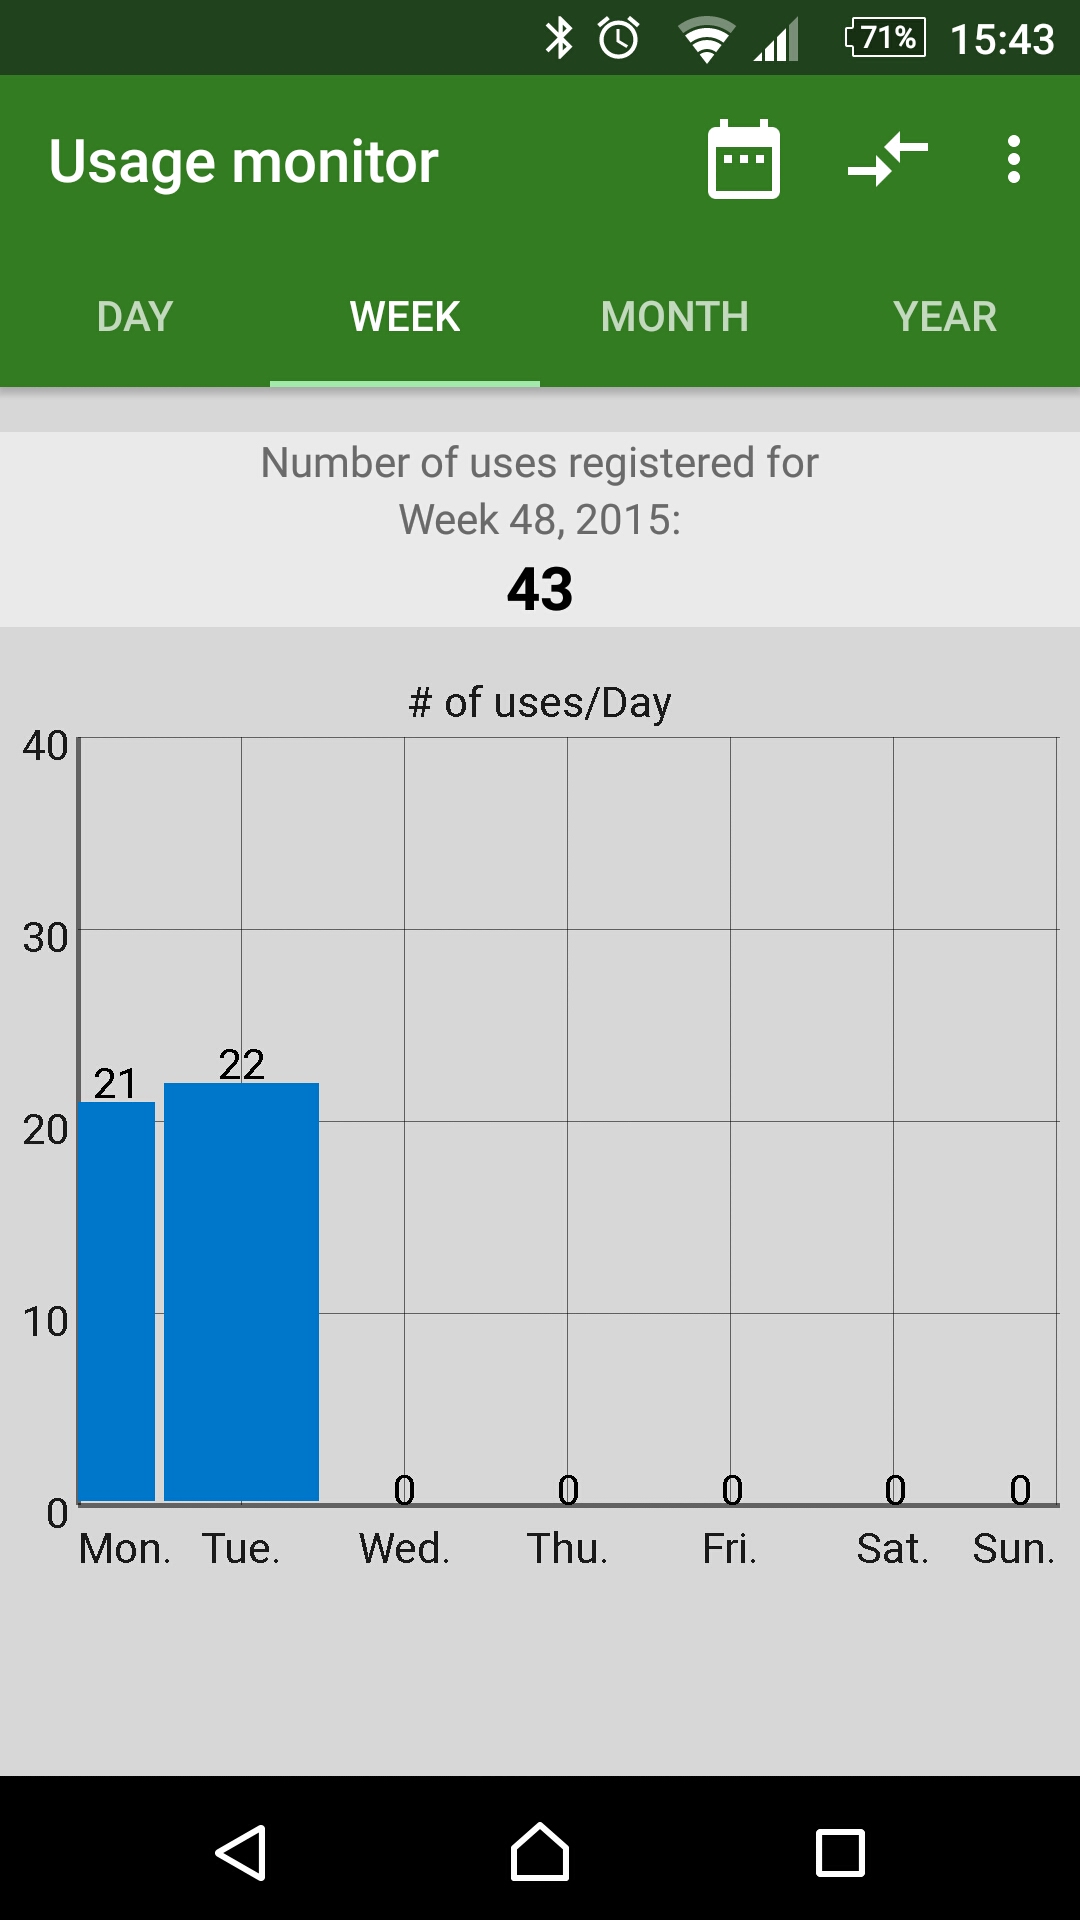 71% 15:43
Usage monitor
DAY WEEK MONTH YEAR
Number of uses registered for
Week 48, 2015:
43
# of uses/Day
40
30
22
21
20
10
0 0 0 0 0
0
Mon. Tue. Wed. Thu. Fri. Sat. Sun.